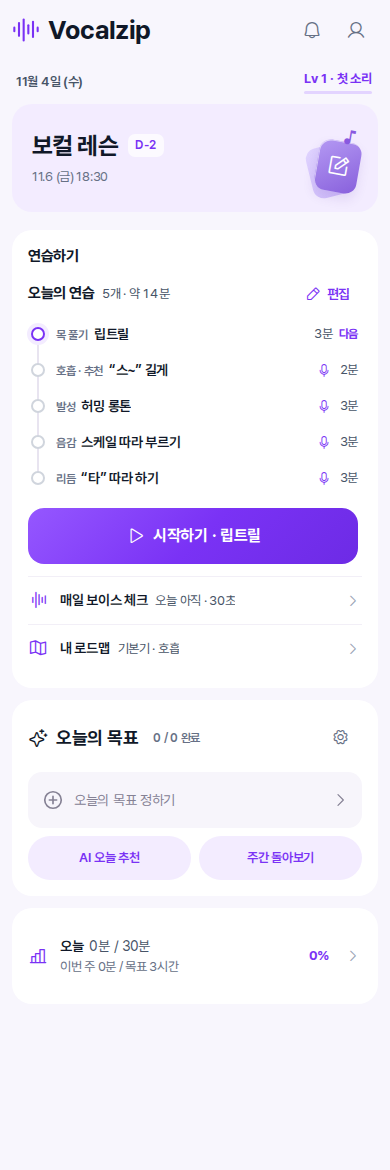 Vocalzip
11월 4일 (수)
Lv 1 · 첫 소리
보컬 레슨 D-2
11.6 (금) 18:30
연습하기
오늘의 연습 5개 · 약 14분 편집
목 풀기 립트릴 3분 다음
호흡 · 추천 “스~” 길게 2분
발성 허밍 롱톤 3분
음감 스케일 따라 부르기 3분
리듬 “타” 따라 하기 3분
시작하기 · 립트릴
매일 보이스 체크 오늘 아직 · 30초
내 로드맵 기본기 · 호흡
오늘의 목표 0 / 0 완료
오늘의 목표 정하기
AI 오늘 추천 주간 돌아보기
오늘 0분 / 30분
이번 주 0분 / 목표 3시간
0%